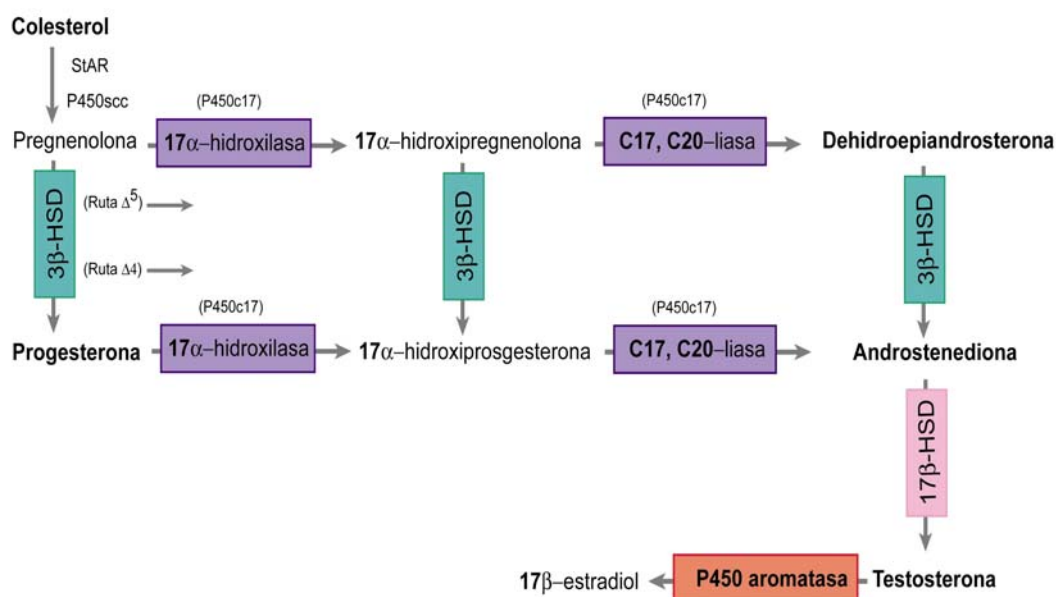 Colesterol
StAR
P450scc
(P450c17)
(P450c17)
Pregnenolona
17α–hidroxilasa
17α–hidroxipregnenolona
C17, C20–liasa
Dehidroepiandrosterona
3β-HSD
(Ruta Δ5)
(Ruta Δ4)
3β-HSD
3β-HSD
(P450c17)
(P450c17)
Progesterona
17α–hidroxilasa
17α–hidroxiprosgesterona
C17, C20–liasa
Androstenediona
17β-HSD
17β–estradiol
P450 aromatasa
Testosterona